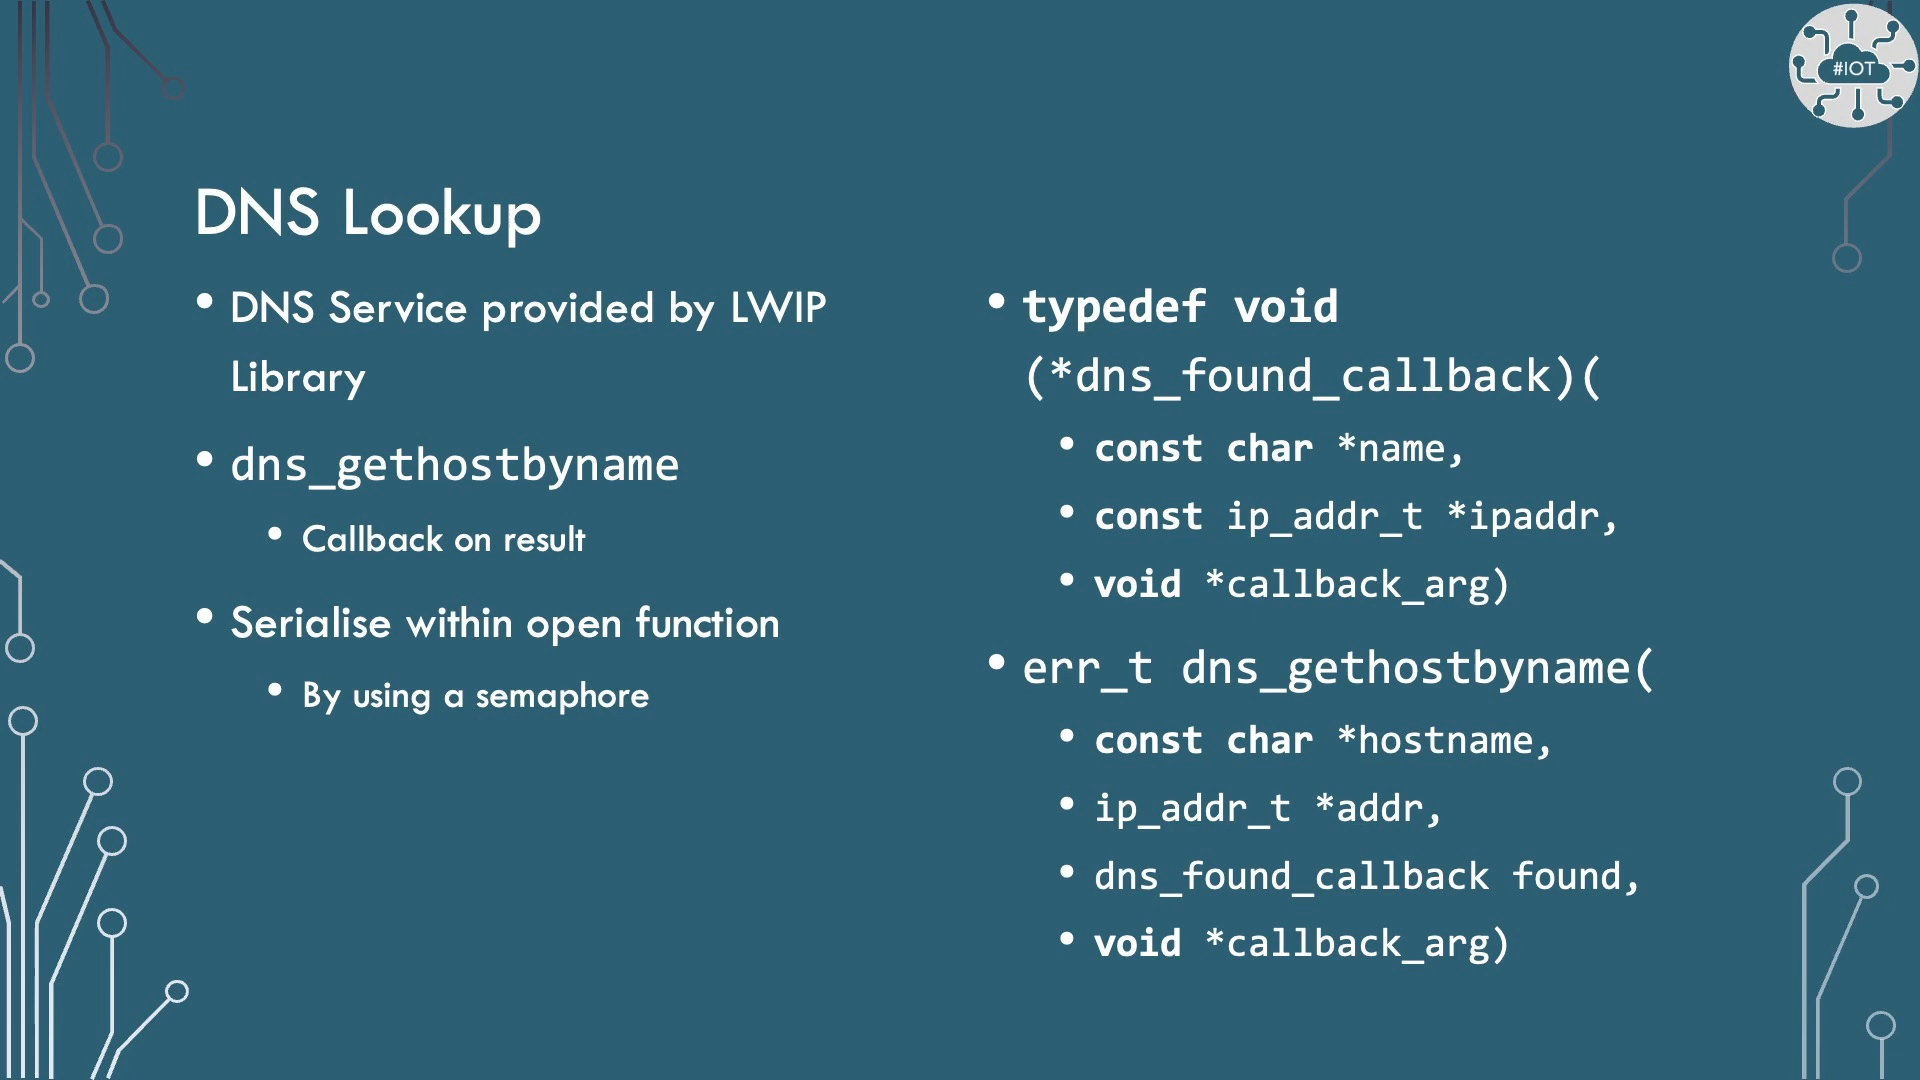 #IOT
DNS Lookup
• DNS Service provided by LWIP
Library
• dns_gethostbyname
• Callback on result
• Serialise within open function
• By using a semaphore
• typedef void
(*dns_found_callback)(
• const char *name,
• const ip_addr_t *ipaddr,
• void *callback_arg)
• err_t dns_gethostbyname(
• const char *hostname,
• ip_addr_t *addr,
• dns_found_callback found,
• void *callback_arg)